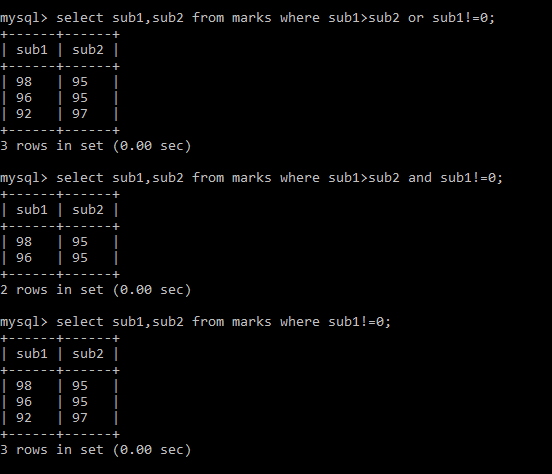 mysql> select sub1,sub2 from marks where sub1>sub2 or sub1!=0;
+------+------+
| sub1 | sub2 |
+------+------+
| 98   | 95   |
| 96   | 95   |
| 92   | 97   |
+------+------+
3 rows in set (0.00 sec)
mysql> select sub1,sub2 from marks where sub1>sub2 and sub1!=0;
+------+------+
| sub1 | sub2 |
+------+------+
| 98   | 95   |
| 96   | 95   |
+------+------+
2 rows in set (0.00 sec)
mysql> select sub1,sub2 from marks where sub1!=0;
+------+------+
| sub1 | sub2 |
+------+------+
| 98   | 95   |
| 96   | 95   |
| 92   | 97   |
+------+------+
3 rows in set (0.00 sec)